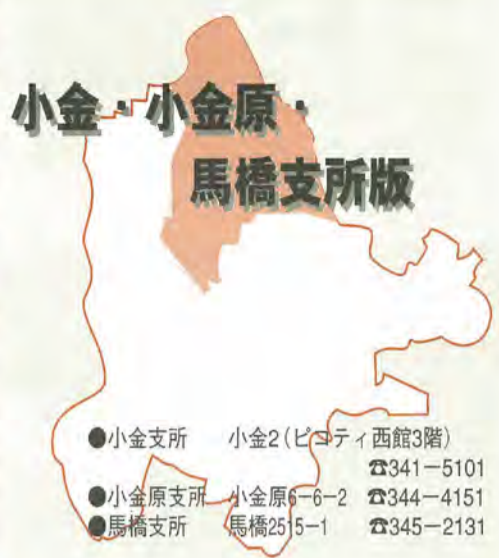 小金・小金原・
馬橋支所版
●小金支所 小金2(ピコティ西館3階)
☎341−5101
●小金原支所 小金原6−6−2 ☎344−4151
●馬橋支所 馬橋2515−1 ☎345−2131